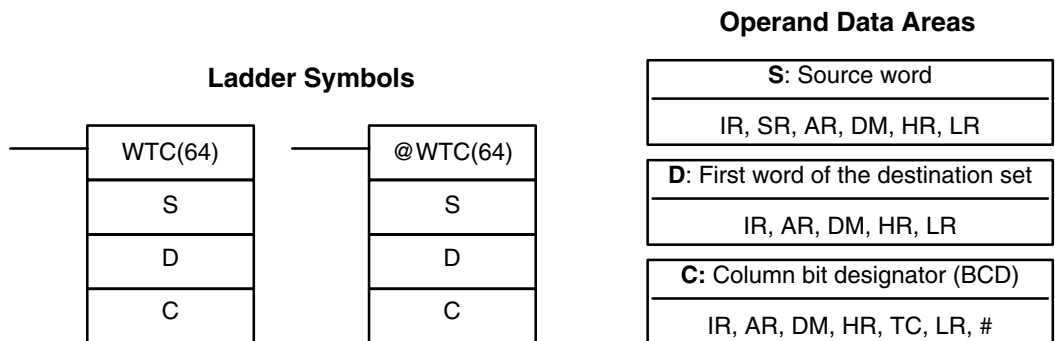 Ladder Symbols
WTC(64)
S
D
C
@WTC(64)
S
D
C
Operand Data Areas
S: Source word
IR, SR, AR, DM, HR, LR
D: First word of the destination set
IR, AR, DM, HR, LR
C: Column bit designator (BCD)
IR, AR, DM, HR, TC, LR, #